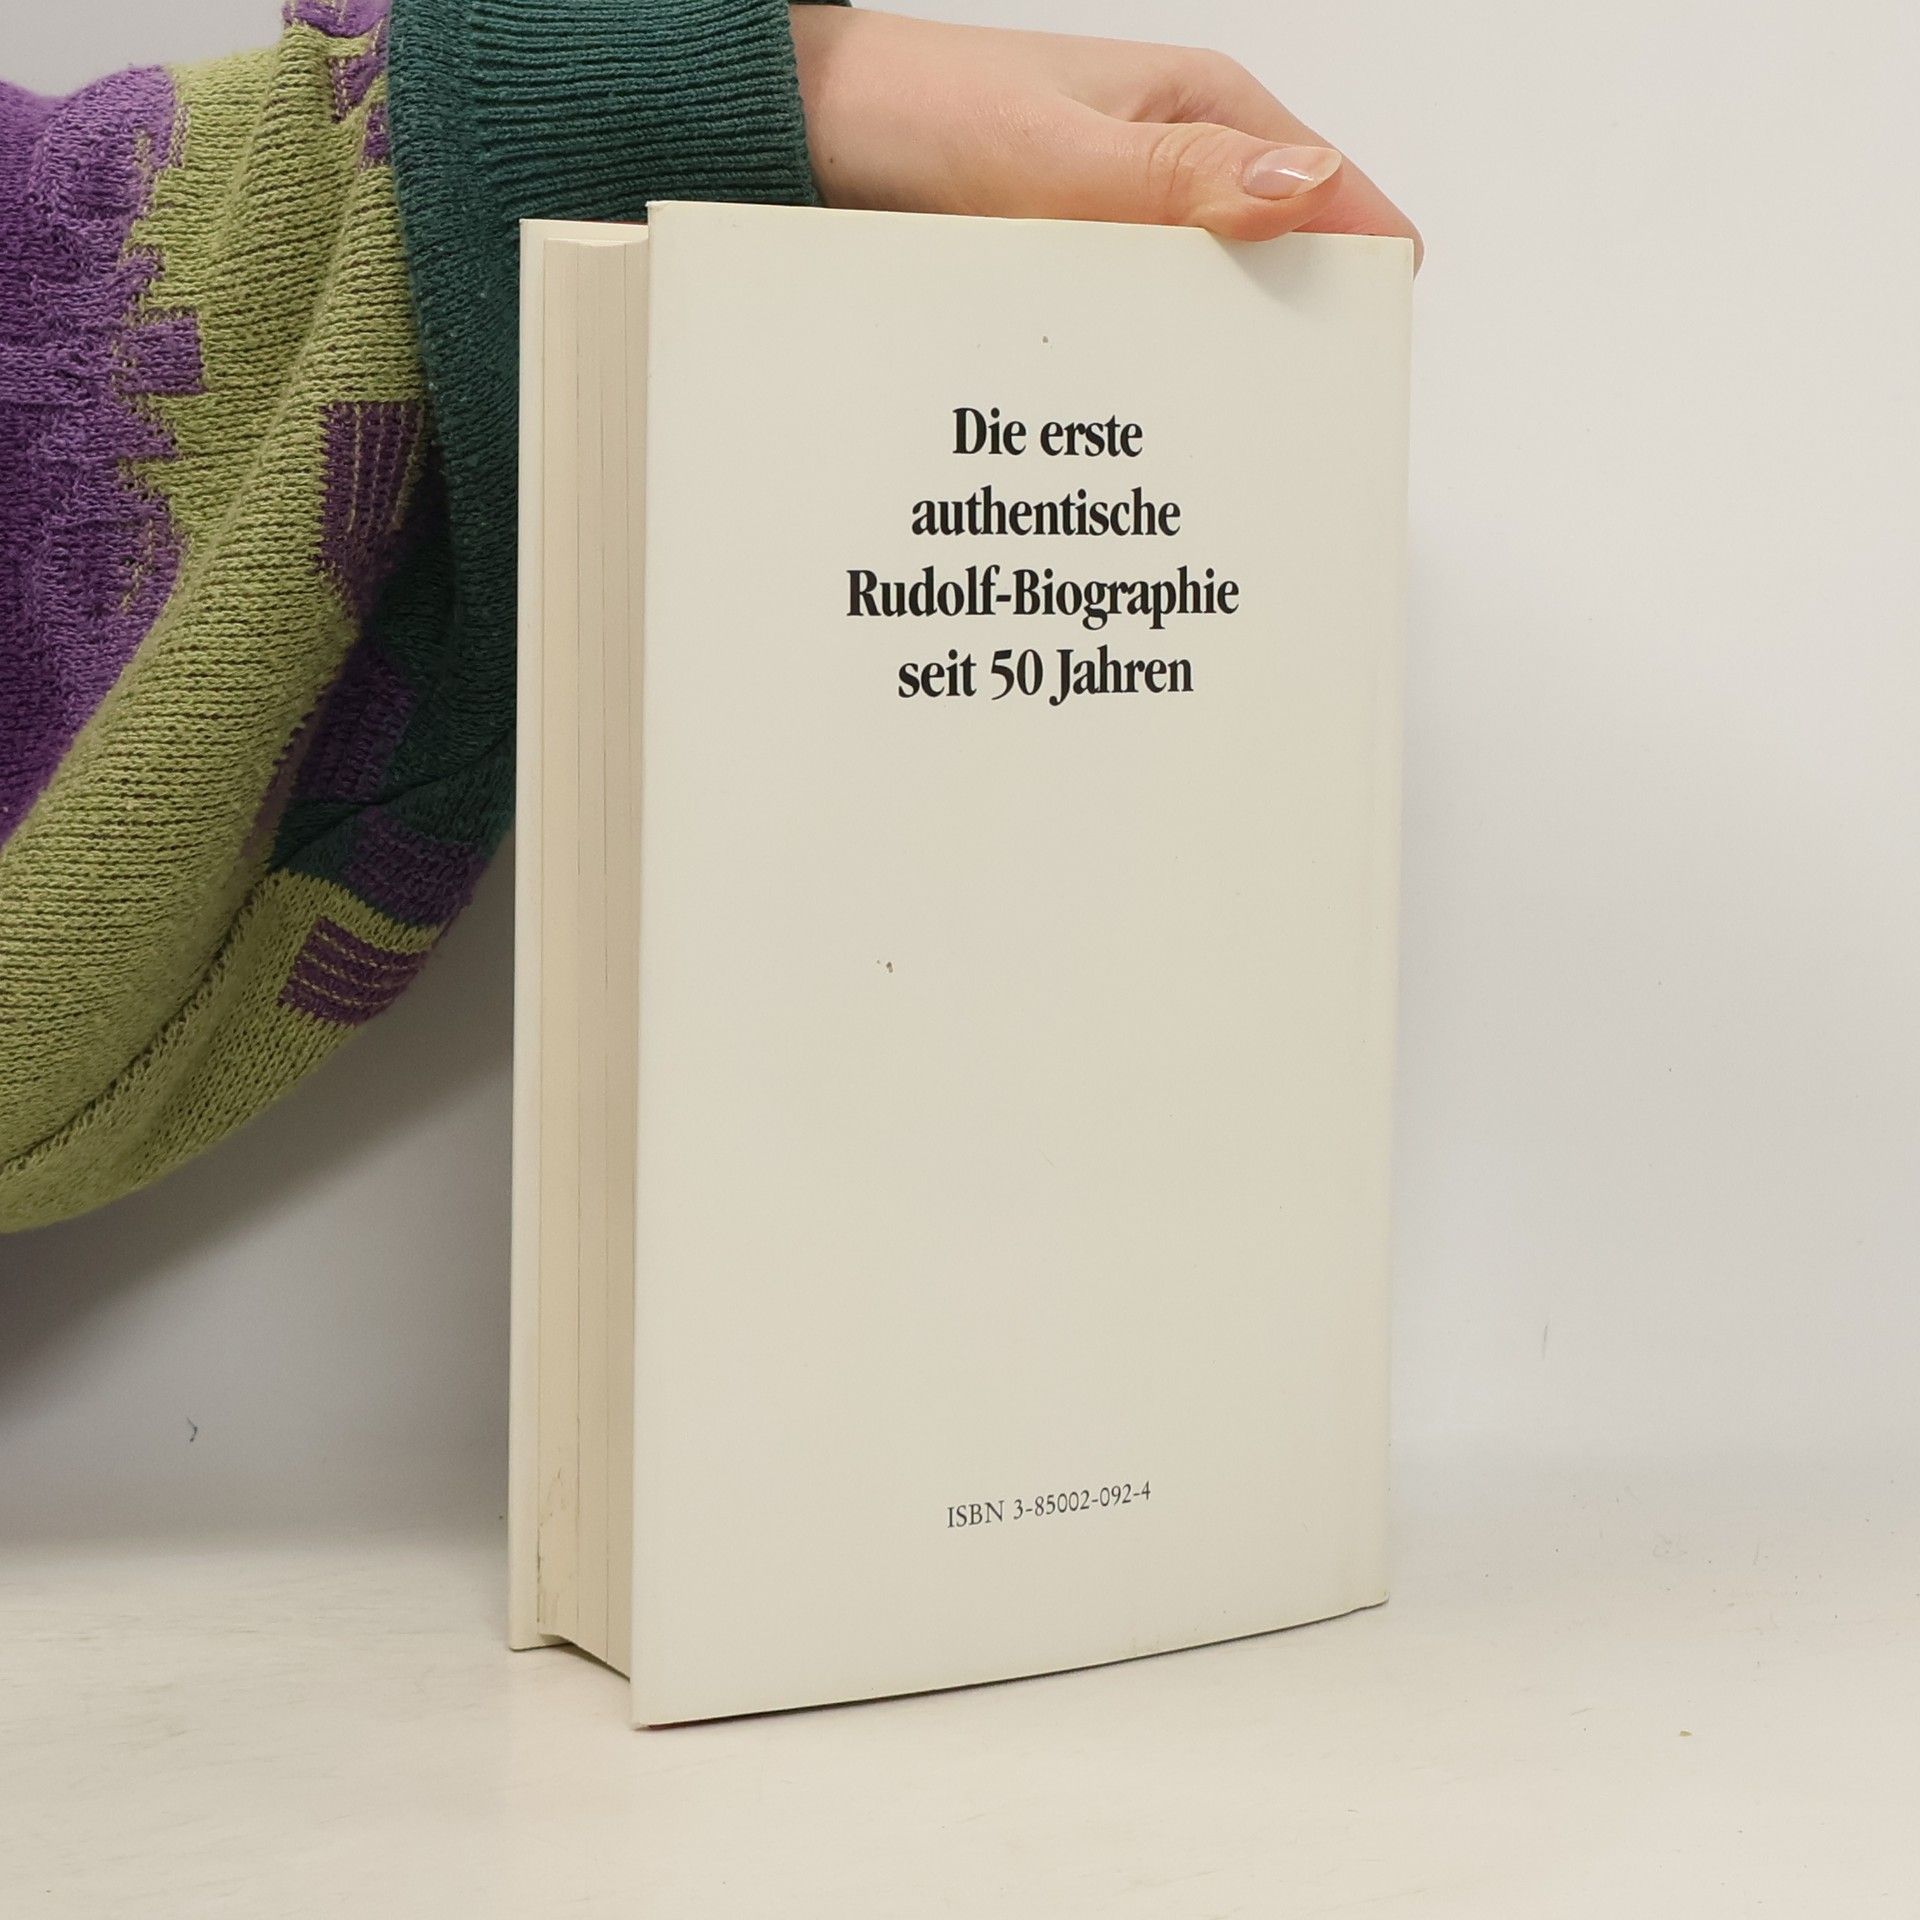 Die erste
authentische
Rudolf-Biographie
seit 50 Jahren
ISBN 3-85002-092-4